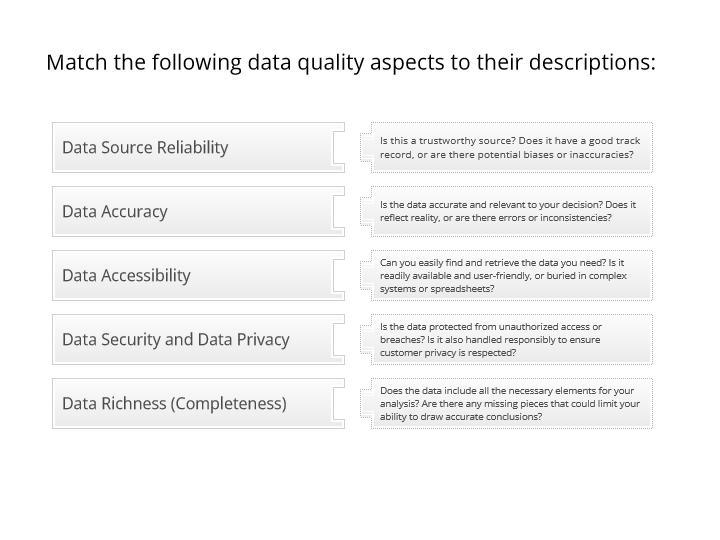 Match the following data quality aspects to their descriptions:
Data Source Reliability
Is this a trustworthy source? Does it have a good track
record, or are there potential biases or inaccuracies?
Data Accuracy
Is the data accurate and relevant to your decision? Does it
reflect reality, or are there errors or inconsistencies?
Data Accessibility
Can you easily find and retrieve the data you need? Is it
readily available and user-friendly, or buried in complex
systems or spreadsheets?
Data Security and Data Privacy
Is the data protected from unauthorized access or
breaches? Is it also handled responsibly to ensure
customer privacy is respected?
Data Richness (Completeness)
Does the data include all the necessary elements for your
analysis? Are there any missing pieces that could limit your
ability to draw accurate conclusions?